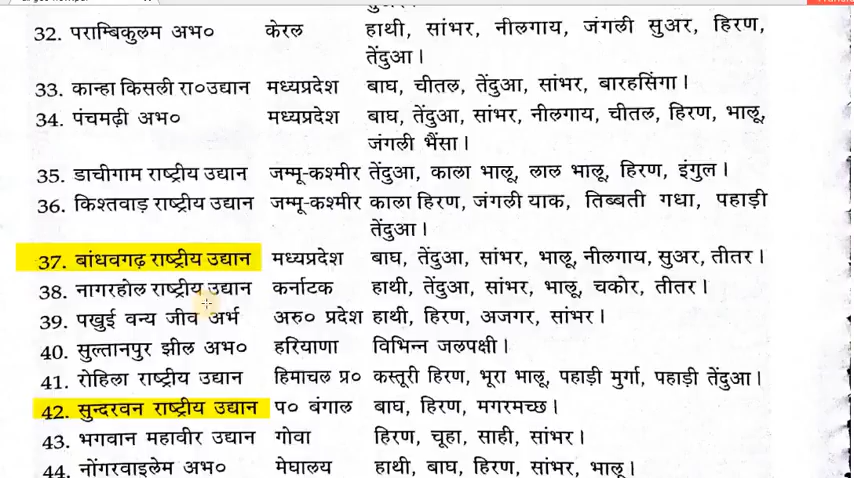 32. पराम्बिकुलम अभ० केरल हाथी, सांभर, नीलगाय, जंगली सुअर, हिरण,
तेंदुआ।
33. कान्हा किसली रा०उद्यान मध्यप्रदेश बाघ, चीतल, तेंदुआ, सांभर, बारहसिंगा।
34. पंचमढ़ी अभ० मध्यप्रदेश बाघ, तेंदुआ, सांभर, नीलगाय, चीतल, हिरण, भालू,
जंगली भैंसा।
35. डाचीगाम राष्ट्रीय उद्यान जम्मू-कश्मीर तेंदुआ, काला भालू, लाल भालू, हिरण, इंगुल।
36. किश्तवाड़ राष्ट्रीय उद्यान जम्मू-कश्मीर काला हिरण, जंगली याक, तिब्बती गधा, पहाड़ी
तेंदुआ।
37. बांधवगढ़ राष्ट्रीय उद्यान मध्यप्रदेश बाघ, तेंदुआ, सांभर, भालू, नीलगाय, सुअर, तीतर।
38. नागरहोल राष्ट्रीय उद्यान कर्नाटक हाथी, तेंदुआ, सांभर, भालू, चकोर, तीतर।
39. पखुई वन्य जीव अर्भ अरु० प्रदेश हाथी, हिरण, अजगर, सांभर।
40. सुल्तानपुर झील अभ० हरियाणा विभिन्न जलपक्षी।
41. रोहिला राष्ट्रीय उद्यान हिमाचल प्र० कस्तूरी हिरण, भूरा भालू, पहाड़ी मुर्गा, पहाड़ी तेंदुआ।
42. सुन्दरवन राष्ट्रीय उद्यान प० बंगाल बाघ, हिरण, मगरमच्छ।
43. भगवान महावीर उद्यान गोवा हिरण, चूहा, साही, सांभर।
44. नोंगरवाइलेम अभ० मेघालय हाथी, बाघ, हिरण, सांभर, भालू।